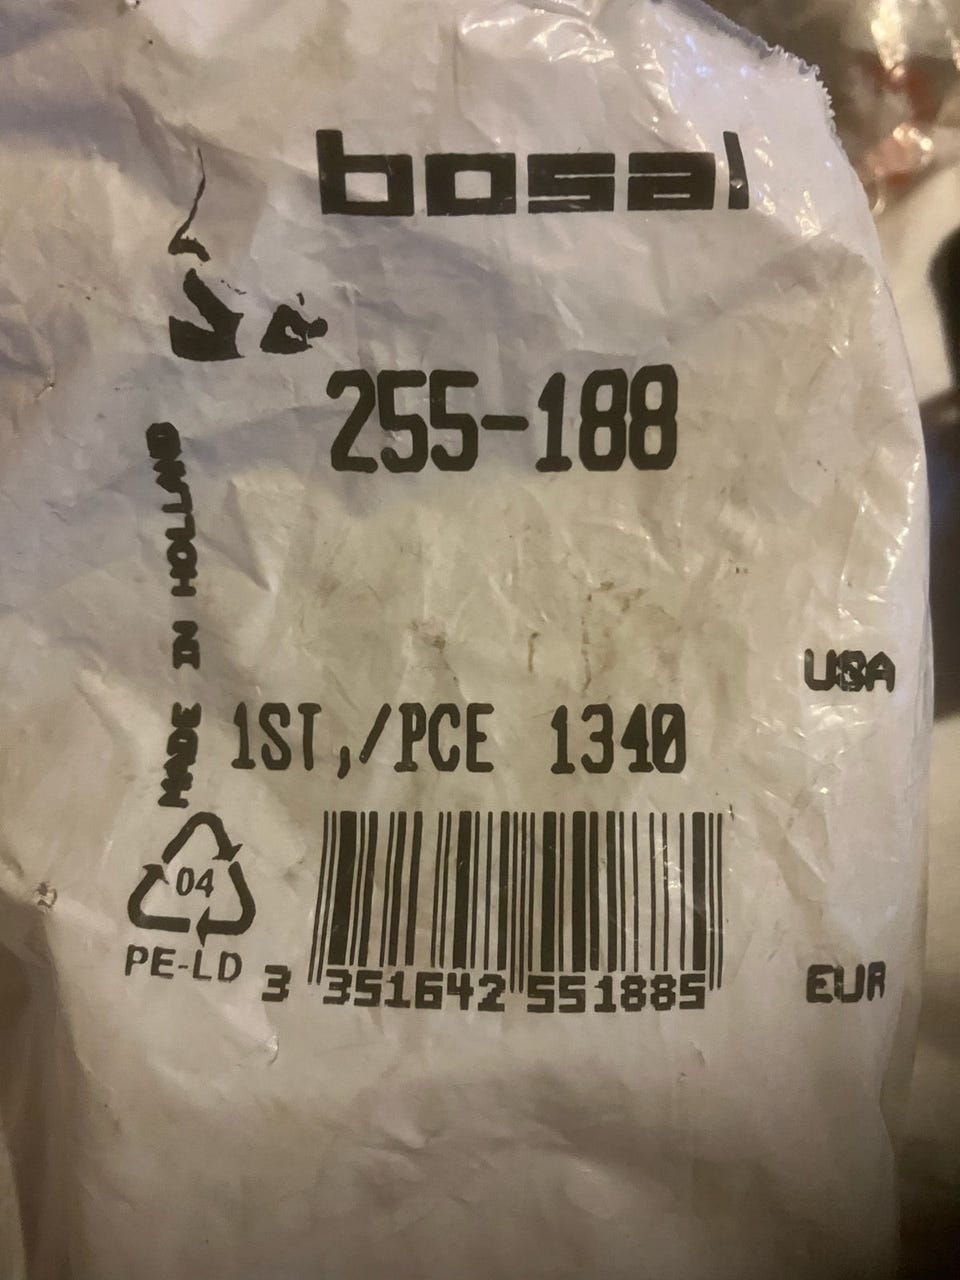 bosal
255-188
MADE IN HOLLAND
USA
1ST,/PCE 1340
04
PE-LD
3 351642 551885
EUR